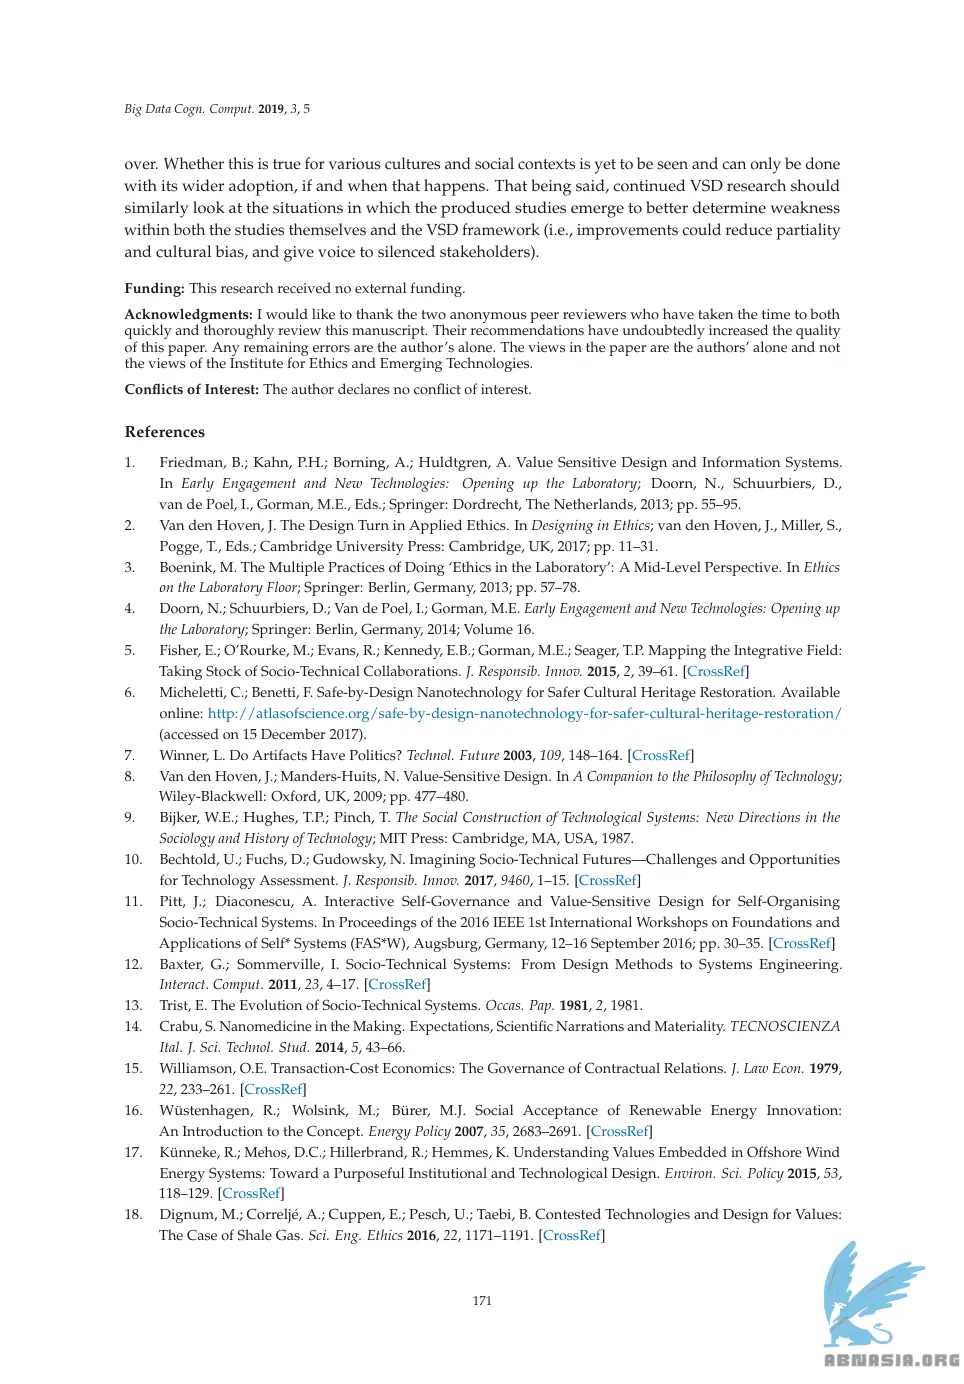 Big Data Cogn. Comput. 2019, 3, 5
over. Whether this is true for various cultures and social contexts is yet to be seen and can only be done
with its wider adoption, if and when that happens. That being said, continued VSD research should
similarly look at the situations in which the produced studies emerge to better determine weakness
within both the studies themselves and the VSD framework (i.e., improvements could reduce partiality
and cultural bias, and give voice to silenced stakeholders).
Funding: This research received no external funding.
Acknowledgments: I would like to thank the two anonymous peer reviewers who have taken the time to both
quickly and thoroughly review this manuscript. Their recommendations have undoubtedly increased the quality
of this paper. Any remaining errors are the author's alone. The views in the paper are the authors' alone and not
the views of the Institute for Ethics and Emerging Technologies.
Conflicts of Interest: The author declares no conflict of interest.
References
1. Friedman, B.; Kahn, P.H.; Borning, A.; Huldtgren, A. Value Sensitive Design and Information Systems.
In Early Engagement and New Technologies: Opening up the Laboratory; Doorn, N., Schuurbiers, D.,
van de Poel, I., Gorman, M.E., Eds.; Springer: Dordrecht, The Netherlands, 2013; pp. 55–95.
2. Van den Hoven, J. The Design Turn in Applied Ethics. In Designing in Ethics; van den Hoven, J., Miller, S.,
Pogge, T., Eds.; Cambridge University Press: Cambridge, UK, 2017; pp. 11–31.
3. Boenink, M. The Multiple Practices of Doing 'Ethics in the Laboratory': A Mid-Level Perspective. In Ethics
on the Laboratory Floor; Springer: Berlin, Germany, 2013; pp. 57–78.
4. Doorn, N.; Schuurbiers, D.; Van de Poel, I.; Gorman, M.E. Early Engagement and New Technologies: Opening up
the Laboratory; Springer: Berlin, Germany, 2014; Volume 16.
5. Fisher, E.; O'Rourke, M.; Evans, R.; Kennedy, E.B.; Gorman, M.E.; Seager, T.P. Mapping the Integrative Field:
Taking Stock of Socio-Technical Collaborations. J. Responsib. Innov. 2015, 2, 39–61. [CrossRef]
6. Micheletti, C.; Benetti, F. Safe-by-Design Nanotechnology for Safer Cultural Heritage Restoration. Available
online: http://atlasofscience.org/safe-by-design-nanotechnology-for-safer-cultural-heritage-restoration/
(accessed on 15 December 2017).
7. Winner, L. Do Artifacts Have Politics? Technol. Future 2003, 109, 148–164. [CrossRef]
8. Van den Hoven, J.; Manders-Huits, N. Value-Sensitive Design. In A Companion to the Philosophy of Technology;
Wiley-Blackwell: Oxford, UK, 2009; pp. 477–480.
9. Bijker, W.E.; Hughes, T.P.; Pinch, T. The Social Construction of Technological Systems: New Directions in the
Sociology and History of Technology; MIT Press: Cambridge, MA, USA, 1987.
10. Bechtold, U.; Fuchs, D.; Gudowsky, N. Imagining Socio-Technical Futures—Challenges and Opportunities
for Technology Assessment. J. Responsib. Innov. 2017, 9460, 1–15. [CrossRef]
11. Pitt, J.; Diaconescu, A. Interactive Self-Governance and Value-Sensitive Design for Self-Organising
Socio-Technical Systems. In Proceedings of the 2016 IEEE 1st International Workshops on Foundations and
Applications of Self* Systems (FAS*W), Augsburg, Germany, 12–16 September 2016; pp. 30–35. [CrossRef]
12. Baxter, G.; Sommerville, I. Socio-Technical Systems: From Design Methods to Systems Engineering.
Interact. Comput. 2011, 23, 4–17. [CrossRef]
13. Trist, E. The Evolution of Socio-Technical Systems. Occas. Pap. 1981, 2, 1981.
14. Crabu, S. Nanomedicine in the Making. Expectations, Scientific Narrations and Materiality. TECNOSCIENZA
Ital. J. Sci. Technol. Stud. 2014, 5, 43–66.
15. Williamson, O.E. Transaction-Cost Economics: The Governance of Contractual Relations. J. Law Econ. 1979,
22, 233–261. [CrossRef]
16. Wüstenhagen, R.; Wolsink, M.; Bürer, M.J. Social Acceptance of Renewable Energy Innovation:
An Introduction to the Concept. Energy Policy 2007, 35, 2683–2691. [CrossRef]
17. Künneke, R.; Mehos, D.C.; Hillerbrand, R.; Hemmes, K. Understanding Values Embedded in Offshore Wind
Energy Systems: Toward a Purposeful Institutional and Technological Design. Environ. Sci. Policy 2015, 53,
118–129. [CrossRef]
18. Dignum, M.; Correljé, A.; Cuppen, E.; Pesch, U.; Taebi, B. Contested Technologies and Design for Values:
The Case of Shale Gas. Sci. Eng. Ethics 2016, 22, 1171–1191. [CrossRef]
171
ABNASIA.ORG